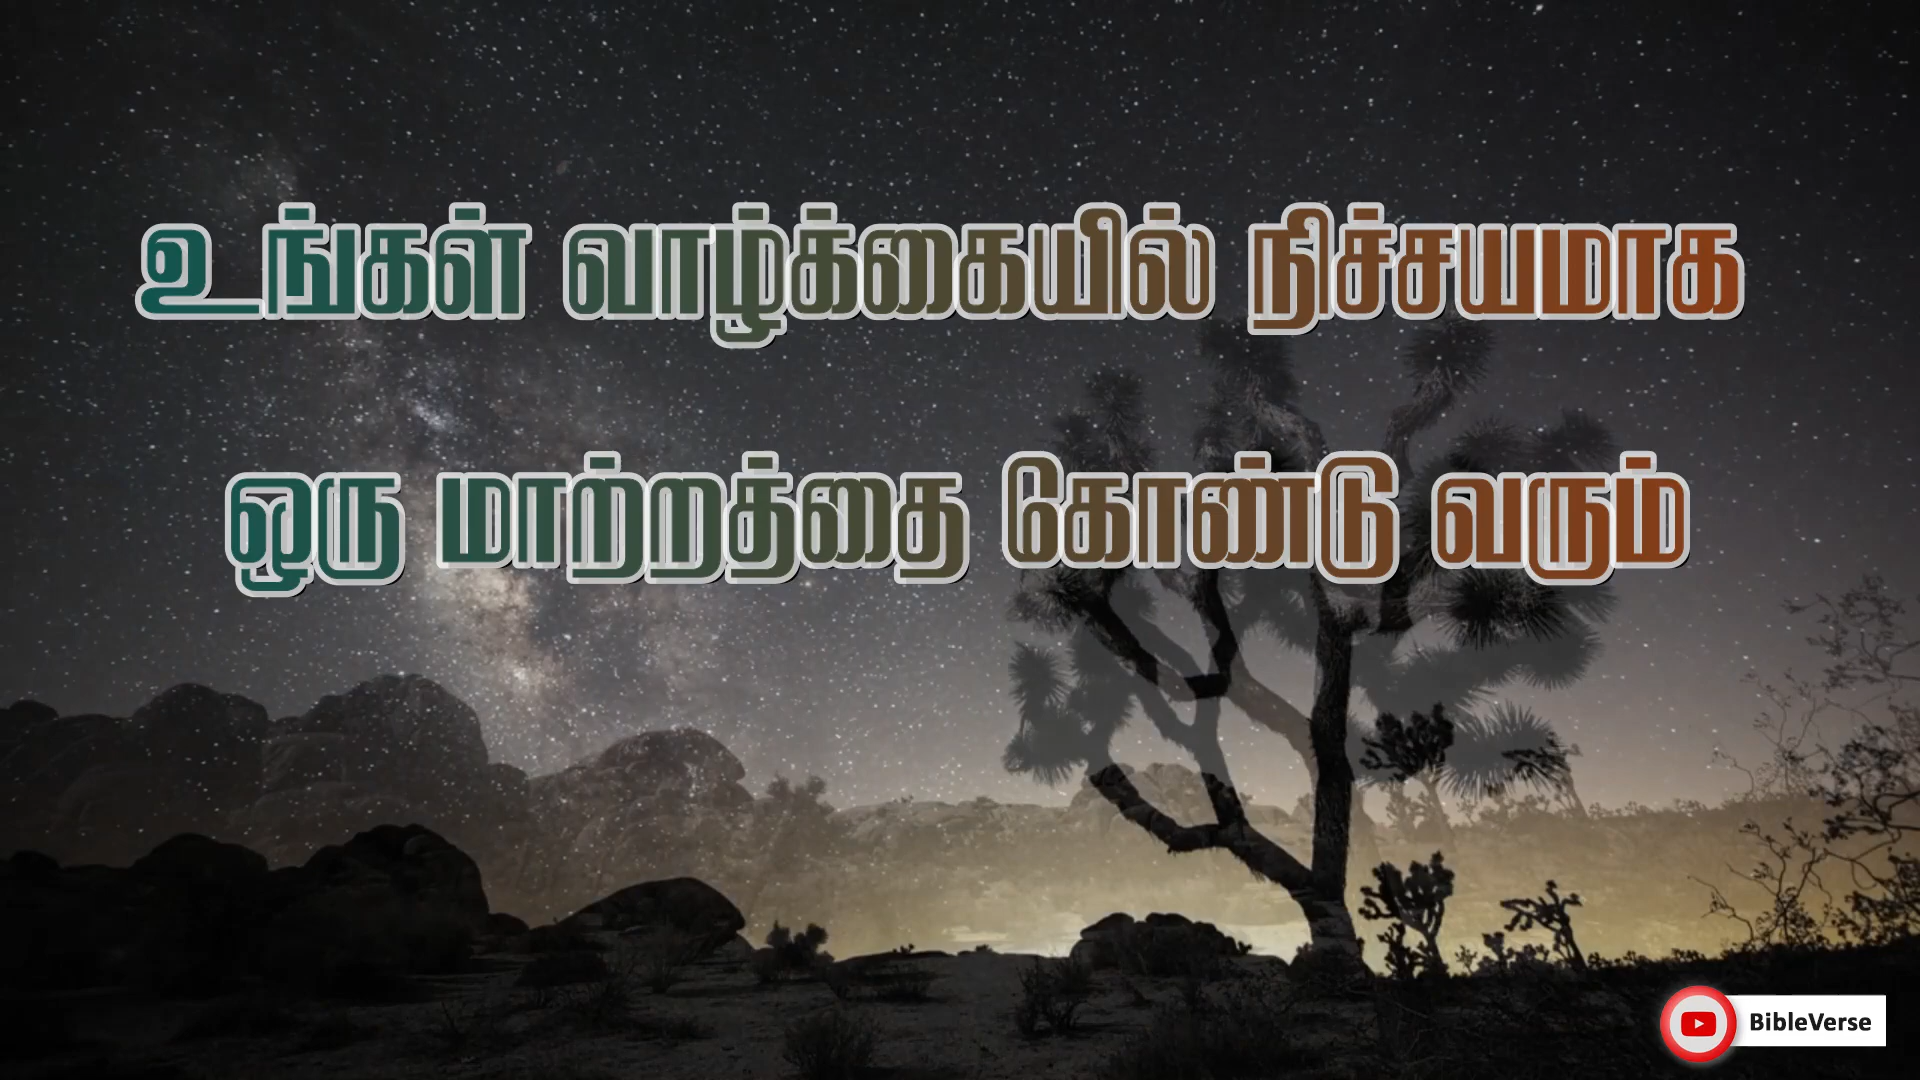 உங்கள் வாழ்க்கையில் நிச்சயமாக
ஒரு மாற்றத்தை கோண்டு வரும்
BibleVerse